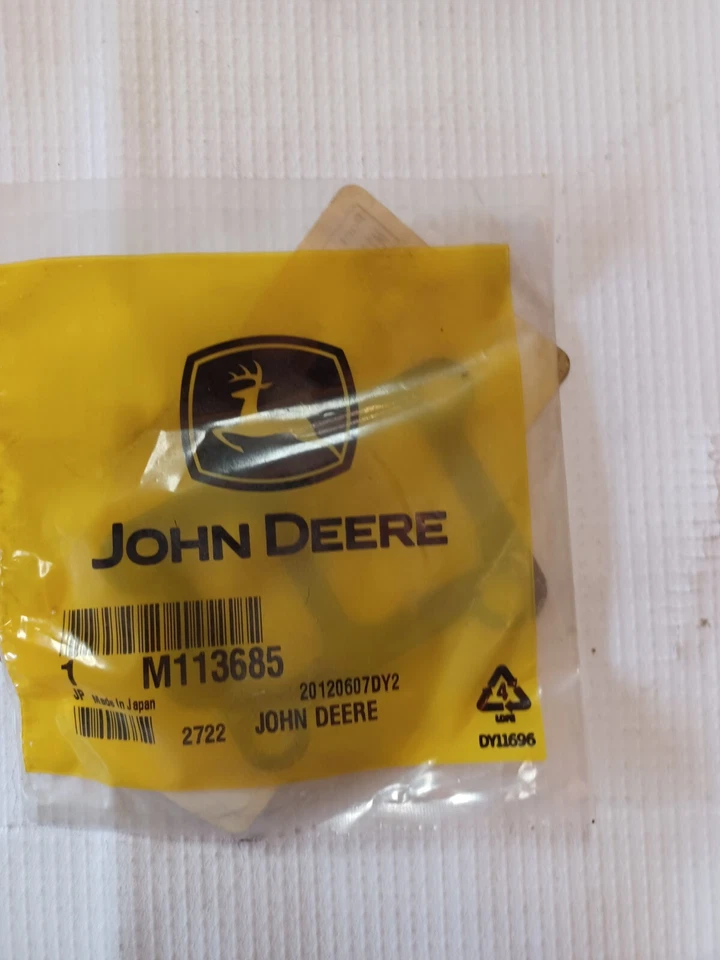 JOHN DEERE
1 M113685
20120607DY2
JP Made In Japan
2722 JOHN DEERE
4
LDPE
DY11696